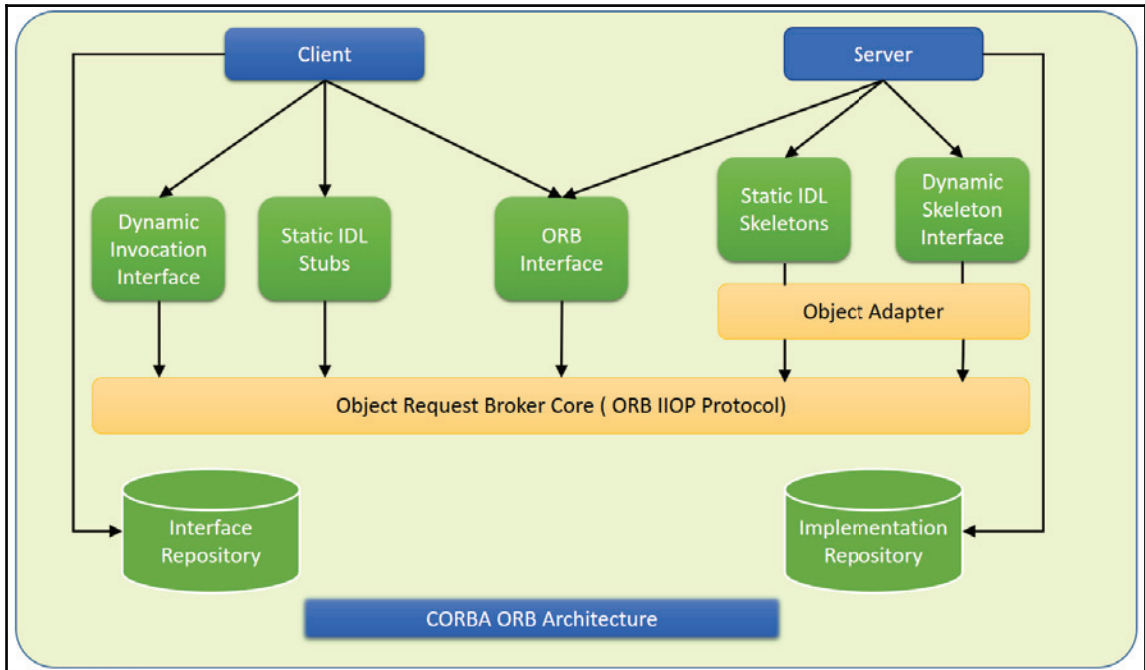 Client
Server
Dynamic
Invocation
Interface
Static IDL
Stubs
ORB
Interface
Static IDL
Skeletons
Dynamic
Skeleton
Interface
Object Adapter
Object Request Broker Core ( ORB IIOP Protocol)
Interface
Repository
Implementation
Repository
CORBA ORB Architecture